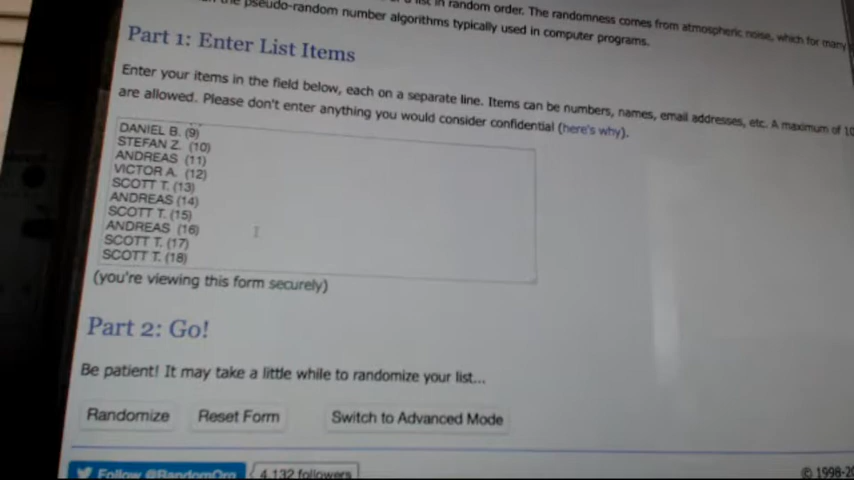 a list in random order. The randomness comes from atmospheric noise, which for many
the pseudo-random number algorithms typically used in computer programs.
Part 1: Enter List Items
Enter your items in the field below, each on a separate line. Items can be numbers, names, email addresses, etc. A maximum of 10
are allowed. Please don't enter anything you would consider confidential (here's why).
DANIEL B. (9)
STEFAN Z. (10)
ANDREAS (11)
VICTOR A. (12)
SCOTT T. (13)
ANDREAS (14)
SCOTT T. (15)
ANDREAS (16)
SCOTT T. (17)
SCOTT T. (18)
(you're viewing this form securely)
Part 2: Go!
Be patient! It may take a little while to randomize your list...
Randomize Reset Form Switch to Advanced Mode
Follow @RandomOrg 4,132 followers
© 1998-20